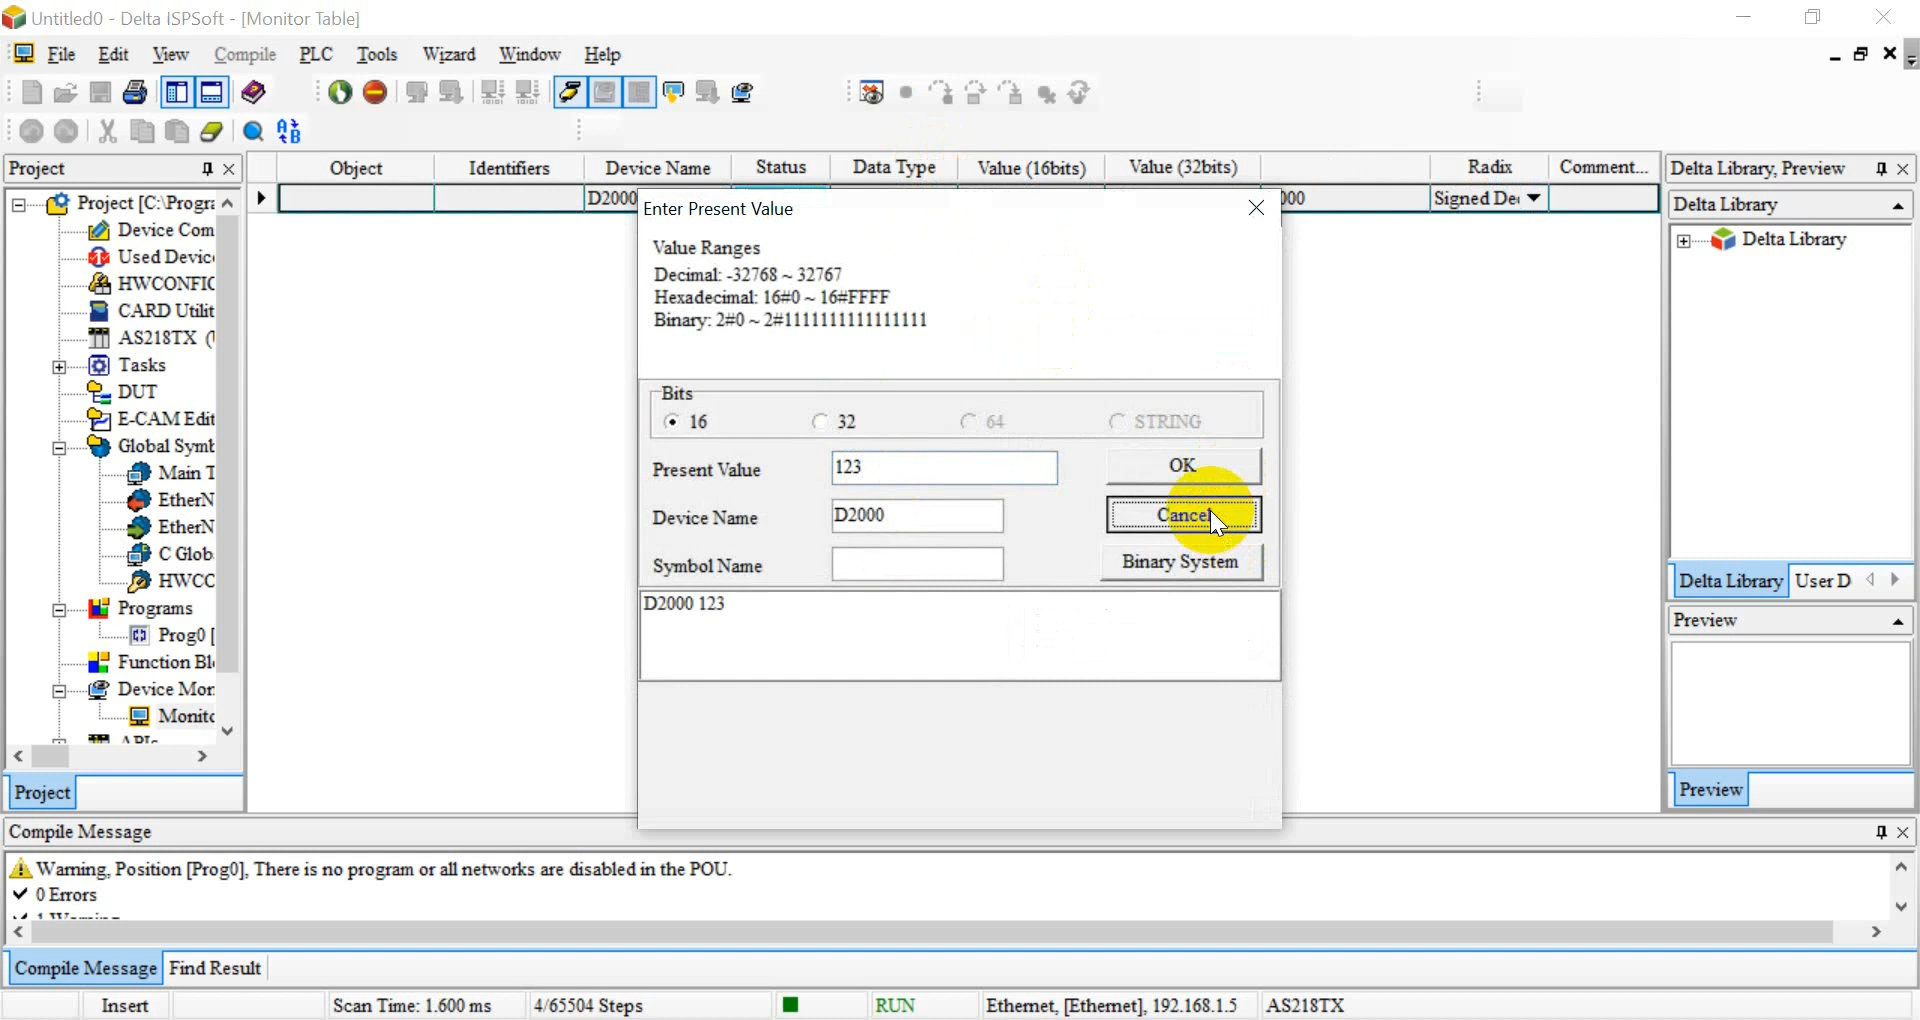 Untitled0 - Delta ISPSoft - [Monitor Table]
File Edit View Compile PLC Tools Wizard Window Help
Project
Object Identifiers Device Name Status Data Type Value (16bits) Value (32bits) Radix Comment...
Delta Library, Preview
D2000
000 Signed De
Project [C:\Progra
Device Com
Used Devic
HWCONFIG
CARD Utilit
AS218TX
Tasks
DUT
E-CAM Edit
Global Symb
Main T
EtherN
EtherN
C Glob
HWCO
Programs
Prog0 [
Function Bl
Device Mon
Monito
APIs
Project
Enter Present Value
Value Ranges
Decimal: -32768 ~ 32767
Hexadecimal: 16#0 ~ 16#FFFF
Binary: 2#0 ~ 2#1111111111111111
Bits
16 32 64 STRING
Present Value 123 OK
Device Name D2000 Cancel
Symbol Name Binary System
D2000 123
Delta Library
Delta Library
Delta Library User D
Preview
Preview
Compile Message
Warning, Position [Prog0], There is no program or all networks are disabled in the POU.
0 Errors
1 Warning
Compile Message Find Result
Insert Scan Time: 1.600 ms 4/65504 Steps RUN Ethernet, [Ethernet], 192.168.1.5 AS218TX